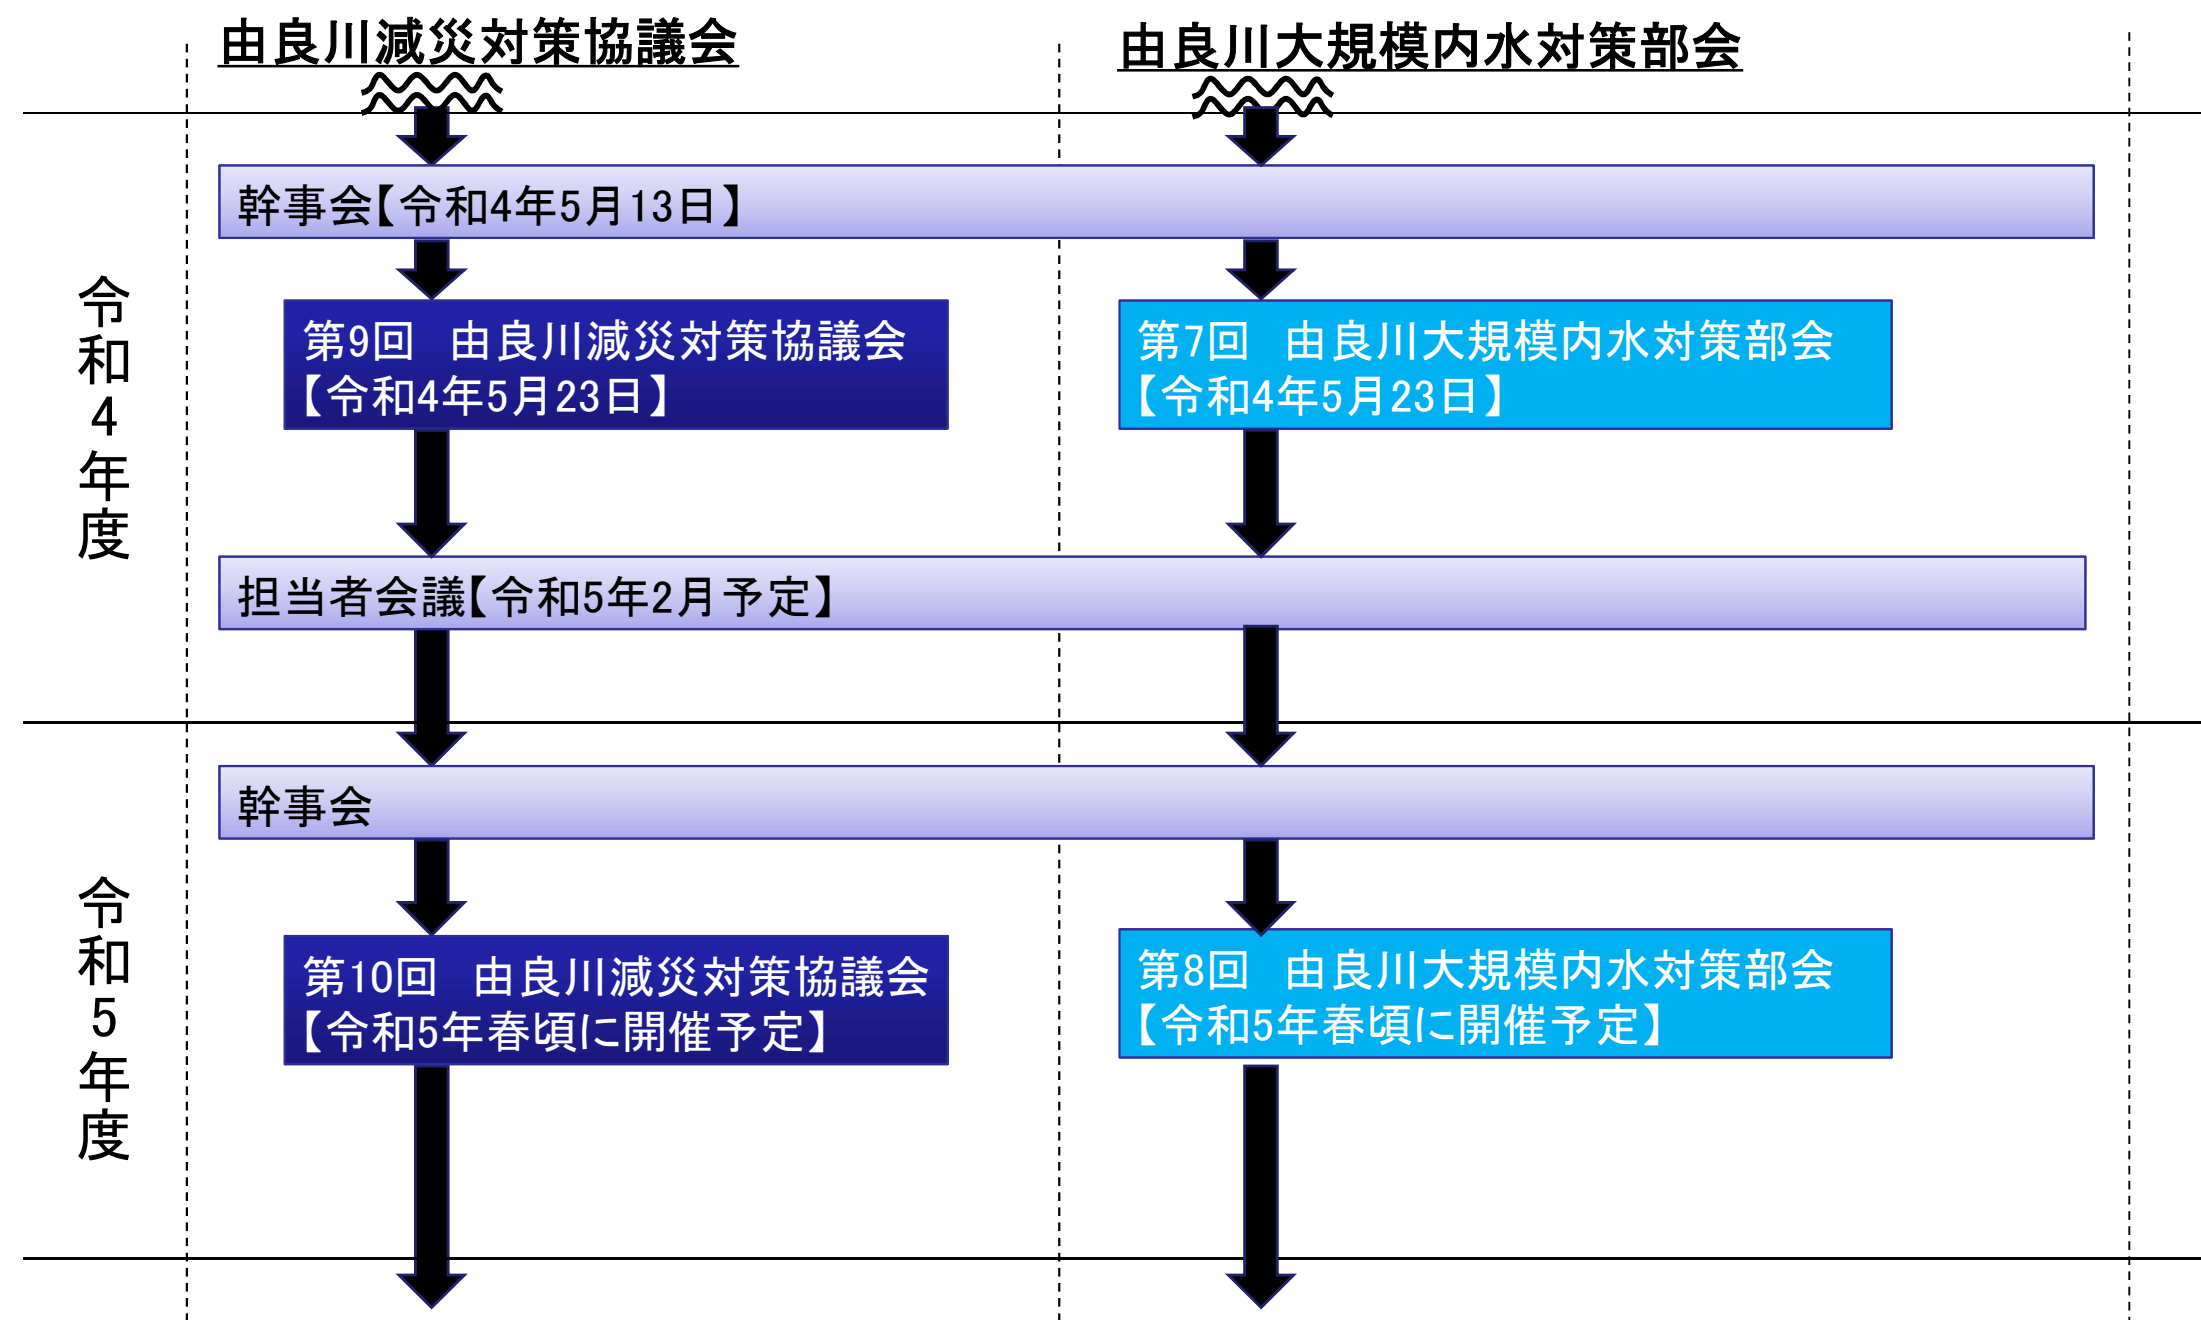 由良川減災対策協議会
由良川大規模内水対策部会
令和4年度
幹事会【令和4年5月13日】
第9回　由良川減災対策協議会
【令和4年5月23日】
第7回　由良川大規模内水対策部会
【令和4年5月23日】
担当者会議【令和5年2月予定】
令和5年度
幹事会
第10回　由良川減災対策協議会
【令和5年春頃に開催予定】
第8回　由良川大規模内水対策部会
【令和5年春頃に開催予定】